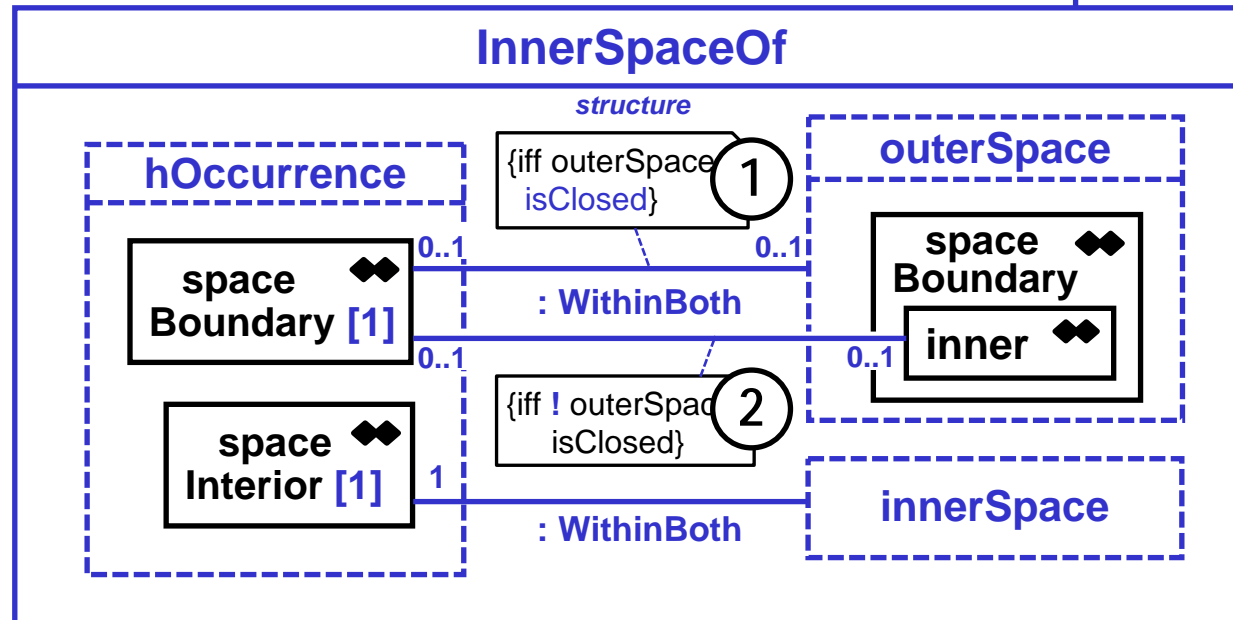 InnerSpaceOf
structure
hOccurrence
{iff outerSpace
isClosed}
1
outerSpace
space
Boundary [1]
0..1
0..1
: WithinBoth
space
Boundary
inner
0..1
0..1
{iff ! outerSpac
isClosed}
2
space
Interior [1]
1
: WithinBoth
innerSpace